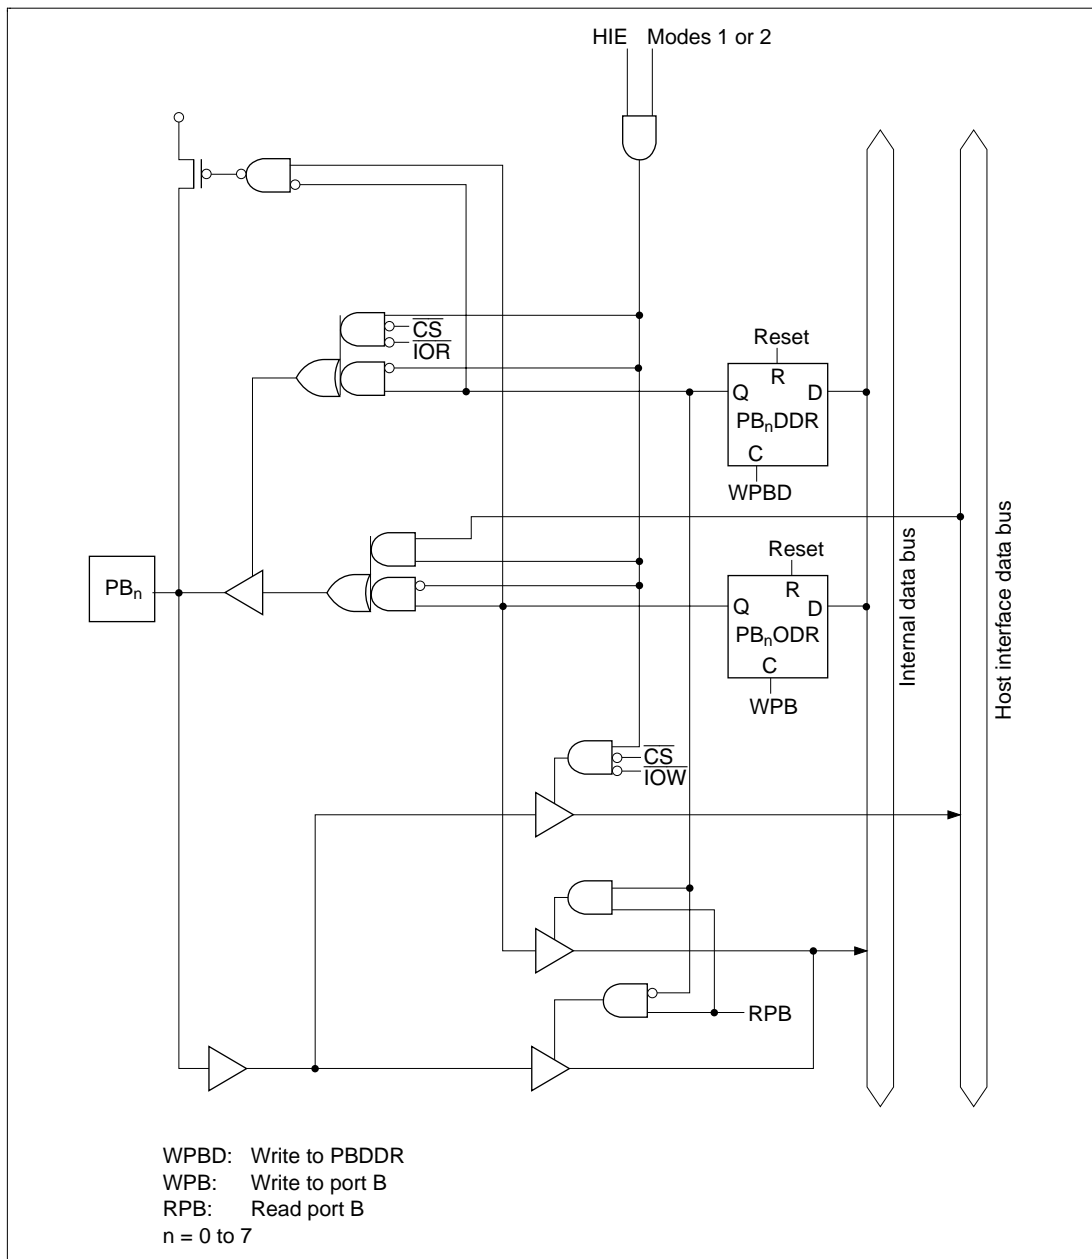 HIE Modes 1 or 2
CS
IOR
Reset
R
Q D
PBnDDR
C
WPBD
Reset
R
Q D
PBnODR
C
WPB
PBn
CS
IOW
RPB
Internal data bus
Host interface data bus
WPBD: Write to PBDDR
WPB: Write to port B
RPB: Read port B
n = 0 to 7